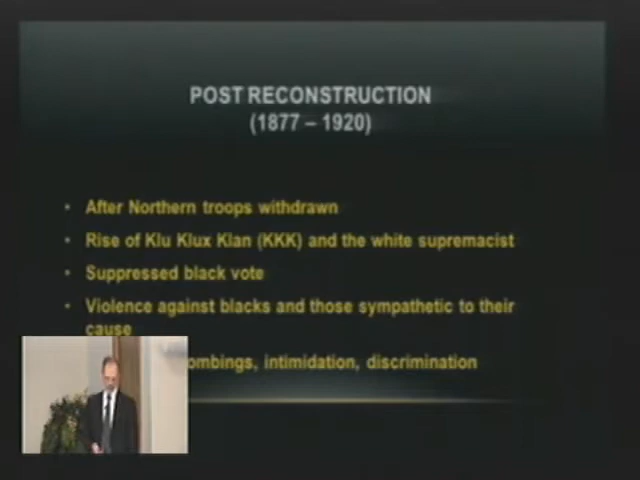 POST RECONSTRUCTION
(1877 – 1920)
• After Northern troops withdrawn
• Rise of Klu Klux Klan (KKK) and the white supremacist
• Suppressed black vote
• Violence against blacks and those sympathetic to their
cause
ombings, intimidation, discrimination